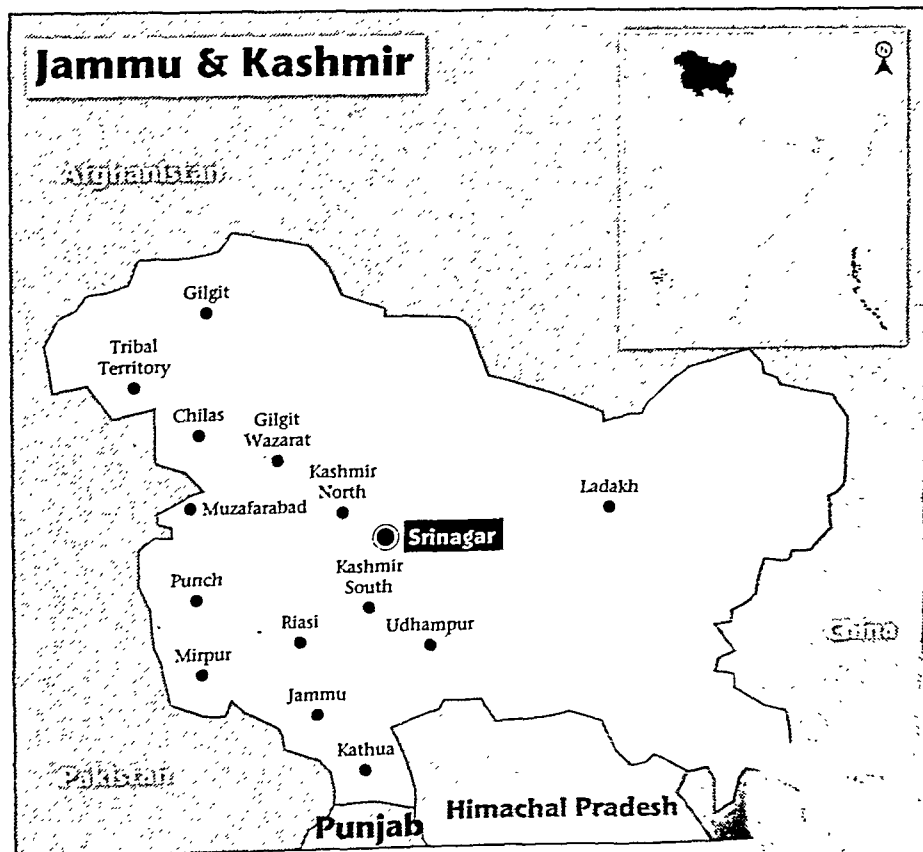 Jammu & Kashmir
Afghanistan
Gilgit
Tribal
Territory
Chilas
Gilgit
Wazarat
Kashmir
North
Ladakh
Muzafarabad
Srinagar
Kashmir
South
Punch
Riasi
Udhampur
China
Mirpur
Jammu
Kathua
Pakistan
Himachal Pradesh
Punjab